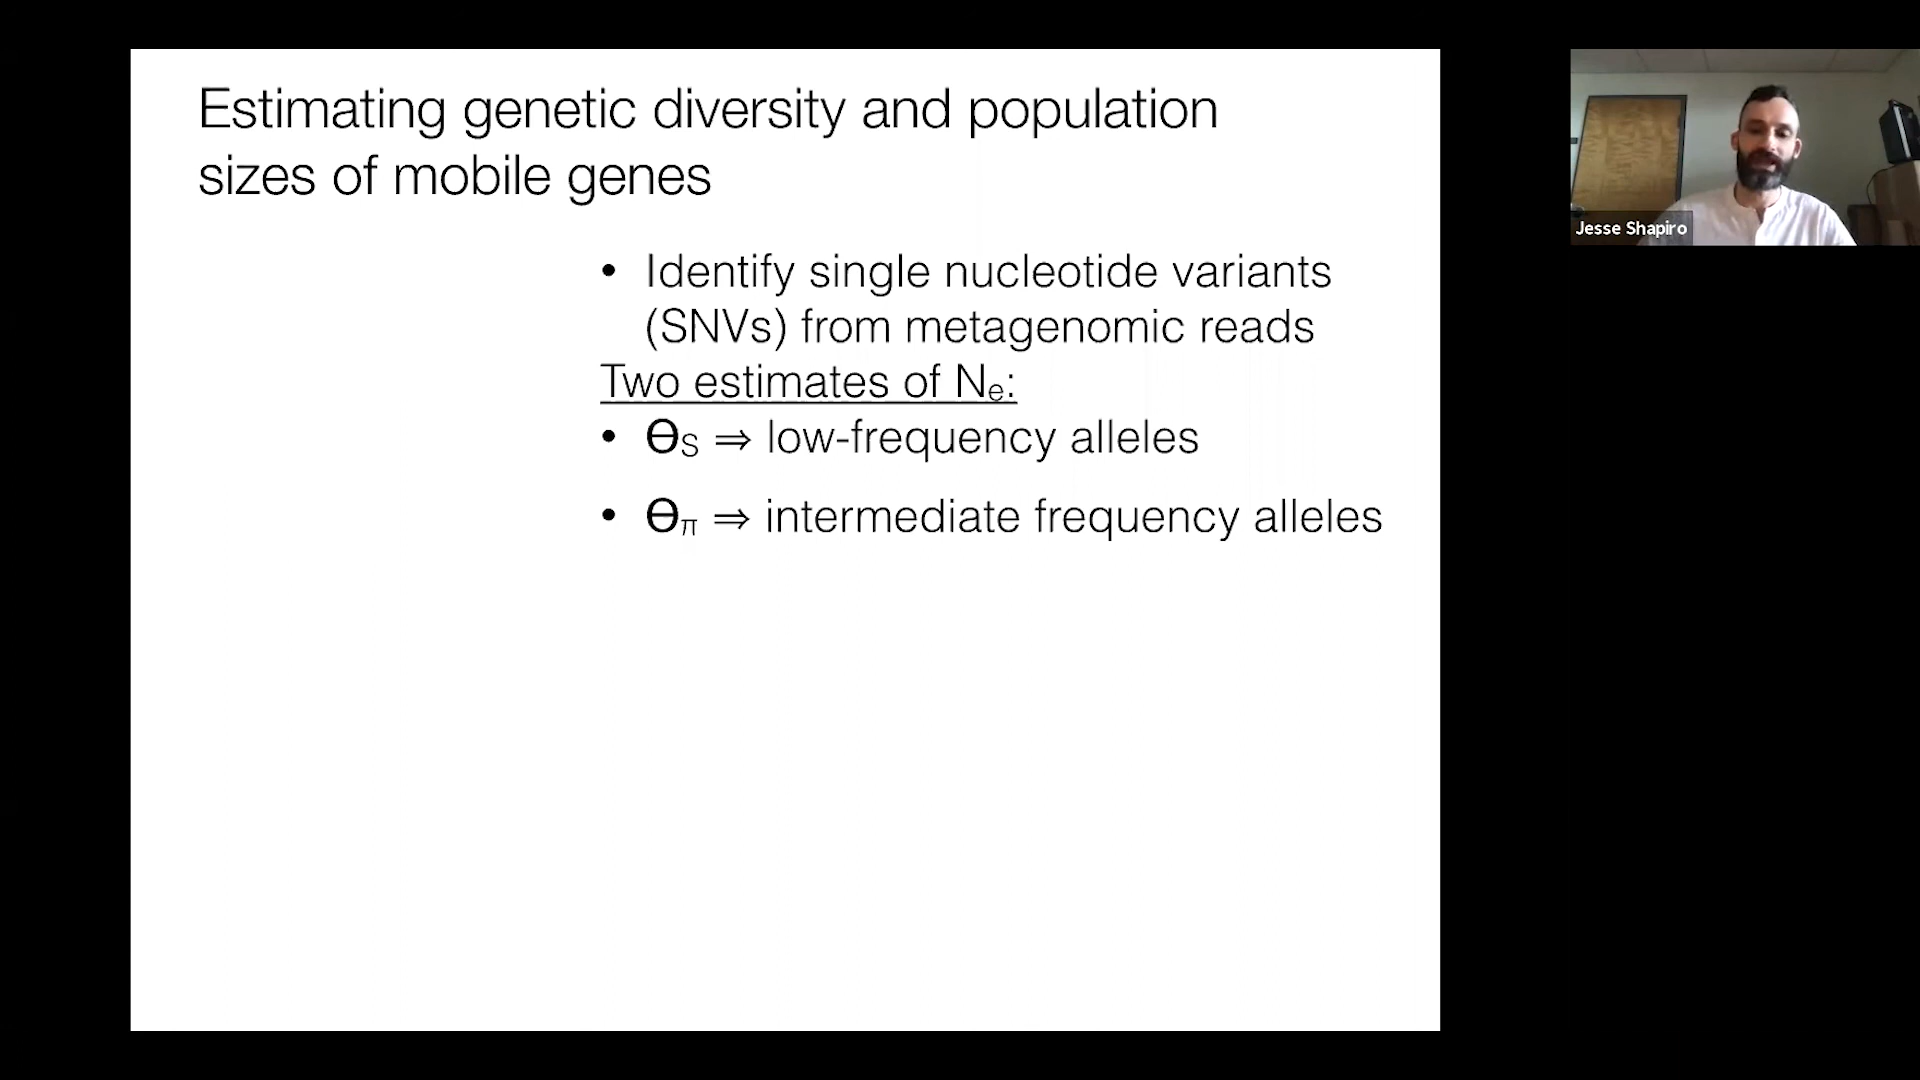 Estimating genetic diversity and population
sizes of mobile genes
• Identify single nucleotide variants
(SNVs) from metagenomic reads
Two estimates of Nₑ:
• ϴS ⇒ low-frequency alleles
• ϴπ ⇒ intermediate frequency alleles
Jesse Shapiro